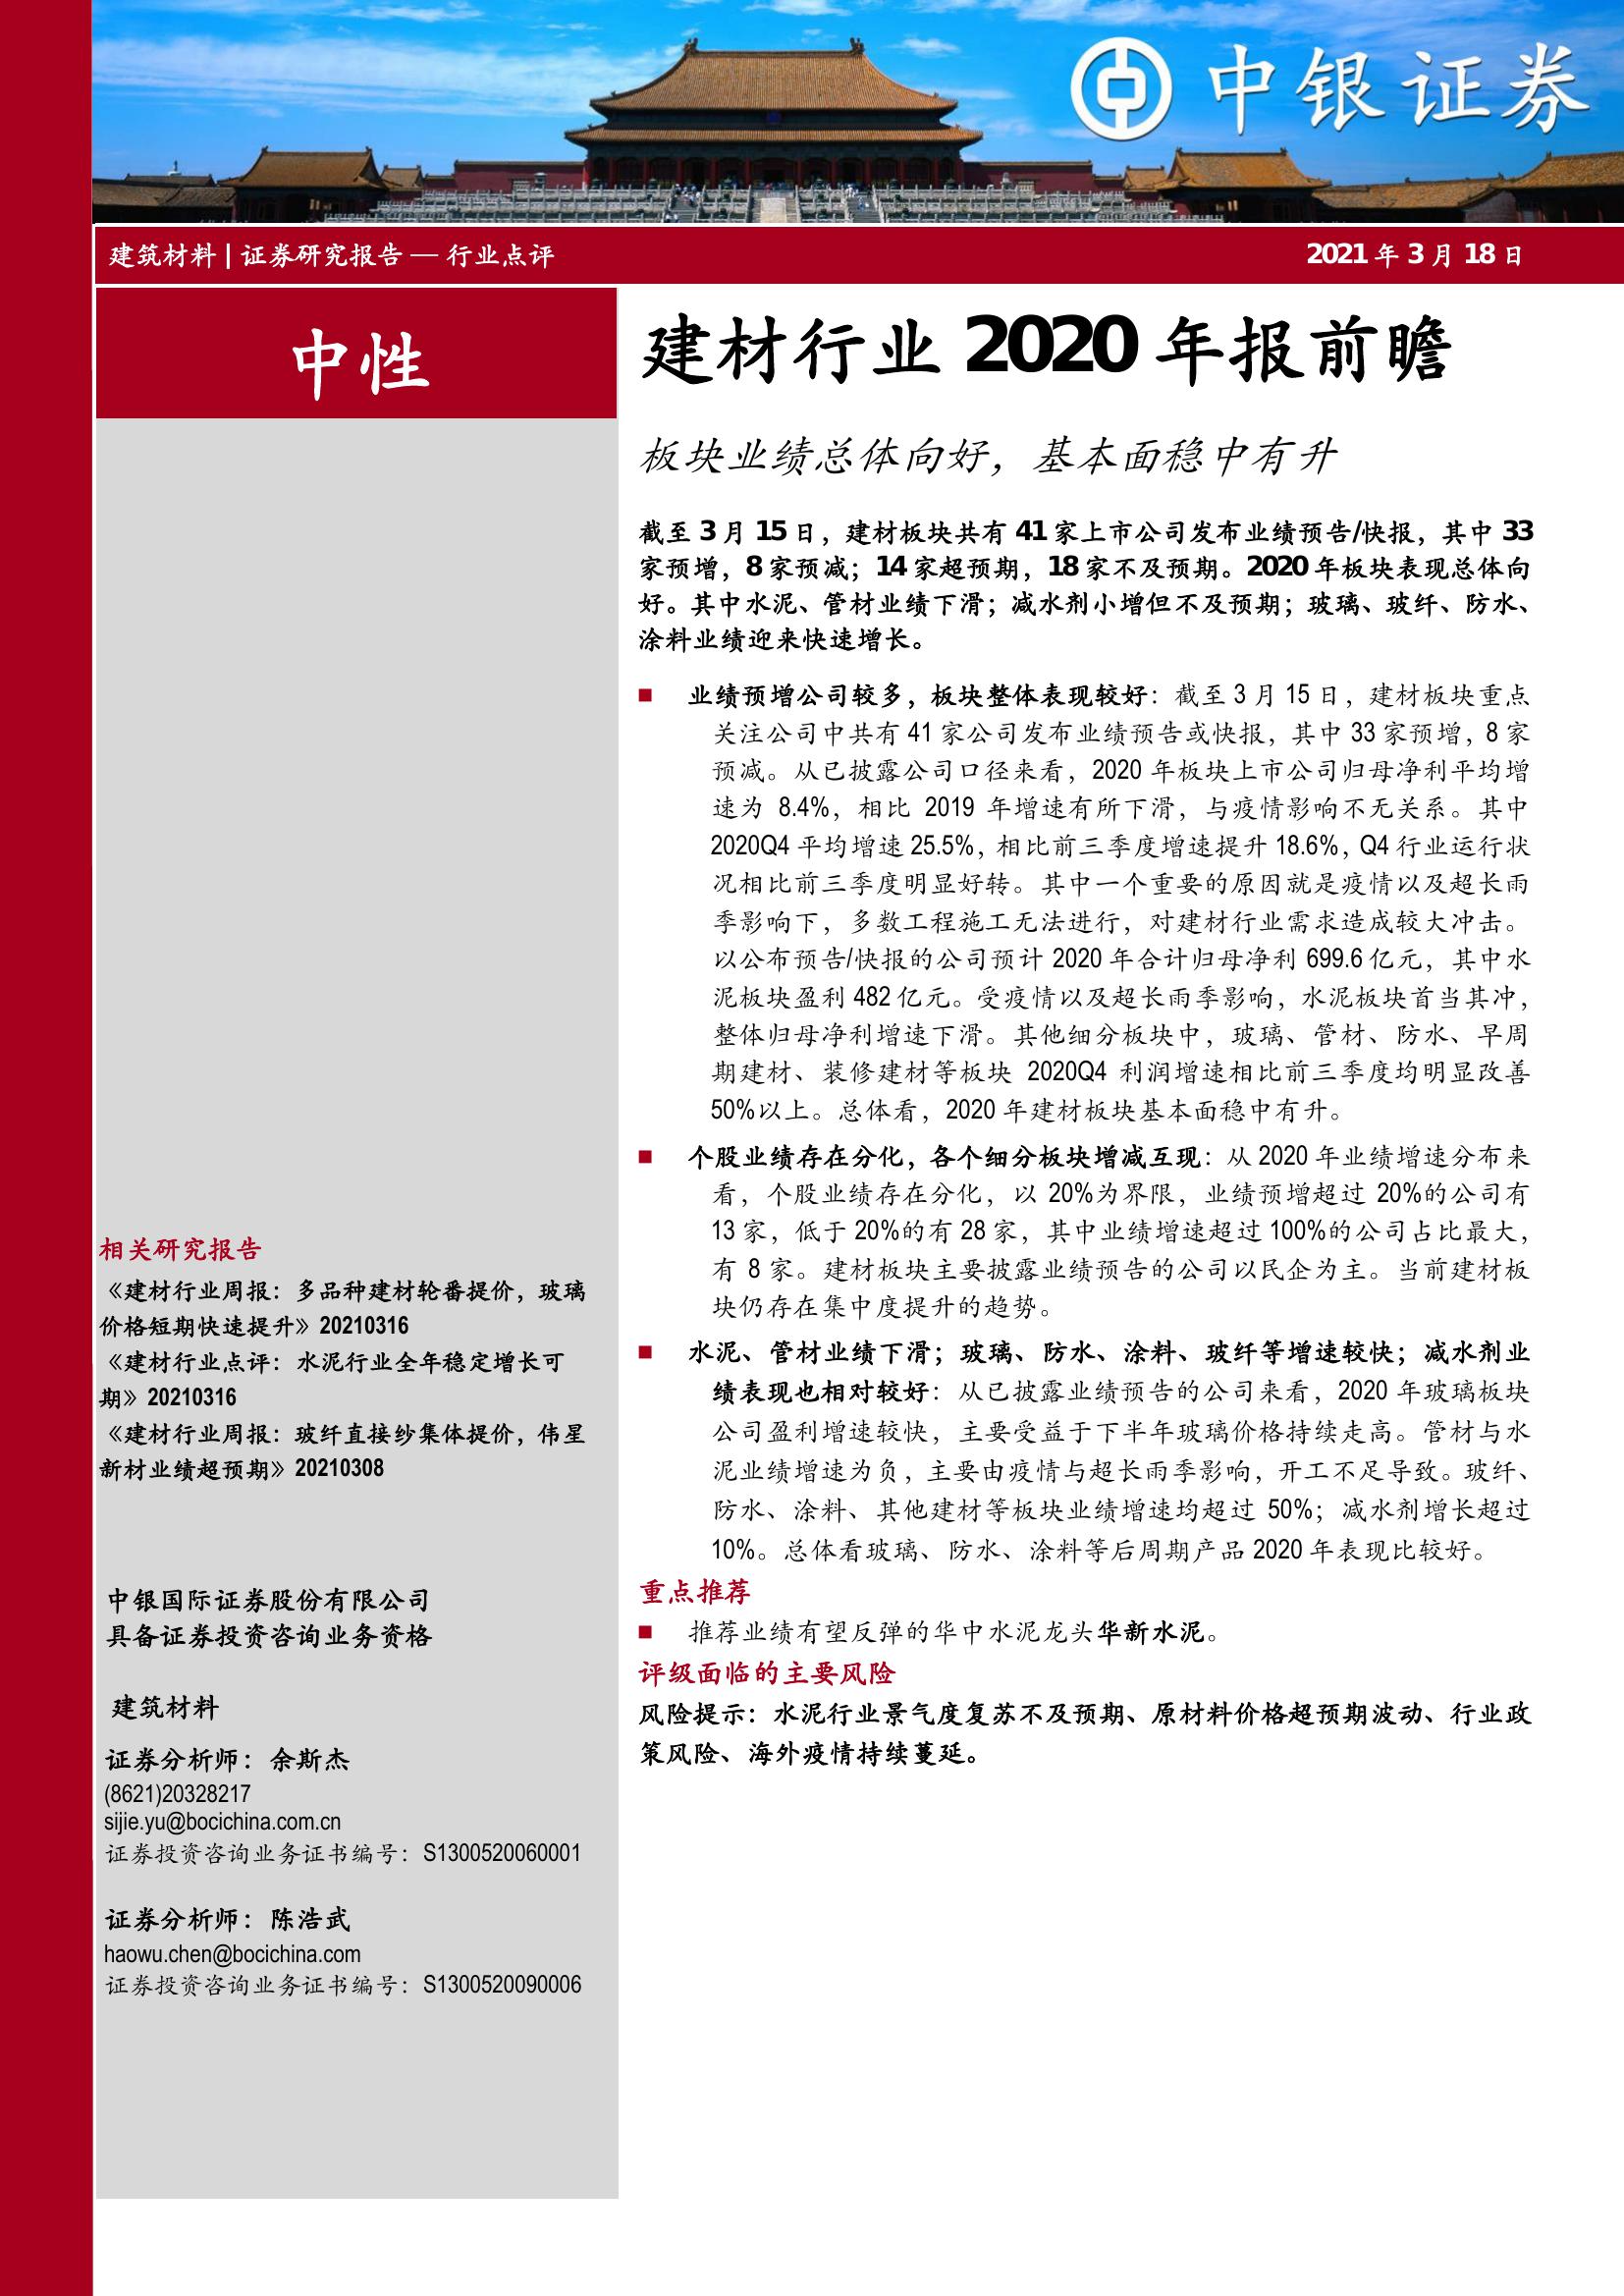 中银证券
建筑材料 | 证券研究报告 — 行业点评
2021 年 3 月 18 日
中性
建材行业 2020 年报前瞻
板块业绩总体向好，基本面稳中有升
截至 3 月 15 日，建材板块共有 41 家上市公司发布业绩预告/快报，其中 33
家预增，8 家预减；14 家超预期，18 家不及预期。2020 年板块表现总体向
好。其中水泥、管材业绩下滑；减水剂小增但不及预期；玻璃、玻纤、防水、
涂料业绩迎来快速增长。
■ 业绩预增公司较多，板块整体表现较好：截至 3 月 15 日，建材板块重点
关注公司中共有 41 家公司发布业绩预告或快报，其中 33 家预增，8 家
预减。从已披露公司口径来看，2020 年板块上市公司归母净利平均增
速为 8.4%，相比 2019 年增速有所下滑，与疫情影响不无关系。其中
2020Q4 平均增速 25.5%，相比前三季度增速提升 18.6%，Q4 行业运行状
况相比前三季度明显好转。其中一个重要的原因就是疫情以及超长雨
季影响下，多数工程施工无法进行，对建材行业需求造成较大冲击。
以公布预告/快报的公司预计 2020 年合计归母净利 699.6 亿元，其中水
泥板块盈利 482 亿元。受疫情以及超长雨季影响，水泥板块首当其冲，
整体归母净利增速下滑。其他细分板块中，玻璃、管材、防水、早周
期建材、装修建材等板块 2020Q4 利润增速相比前三季度均明显改善
50%以上。总体看，2020 年建材板块基本面稳中有升。
■ 个股业绩存在分化，各个细分板块增减互现：从 2020 年业绩增速分布来
看，个股业绩存在分化，以 20%为界限，业绩预增超过 20%的公司有
13 家，低于 20%的有 28 家，其中业绩增速超过 100%的公司占比最大，
有 8 家。建材板块主要披露业绩预告的公司以民企为主。当前建材板
块仍存在集中度提升的趋势。
■ 水泥、管材业绩下滑；玻璃、防水、涂料、玻纤等增速较快；减水剂业
绩表现也相对较好：从已披露业绩预告的公司来看，2020 年玻璃板块
公司盈利增速较快，主要受益于下半年玻璃价格持续走高。管材与水
泥业绩增速为负，主要由疫情与超长雨季影响，开工不足导致。玻纤、
防水、涂料、其他建材等板块业绩增速均超过 50%；减水剂增长超过
10%。总体看玻璃、防水、涂料等后周期产品 2020 年表现比较好。
重点推荐
■ 推荐业绩有望反弹的华中水泥龙头华新水泥。
评级面临的主要风险
风险提示：水泥行业景气度复苏不及预期、原材料价格超预期波动、行业政
策风险、海外疫情持续蔓延。
相关研究报告
《建材行业周报：多品种建材轮番提价，玻璃
价格短期快速提升》20210316
《建材行业点评：水泥行业全年稳定增长可
期》20210316
《建材行业周报：玻纤直接纱集体提价，伟星
新材业绩超预期》20210308
中银国际证券股份有限公司
具备证券投资咨询业务资格
建筑材料
证券分析师：余斯杰
(8621)20328217
sijie.yu@bocichina.com.cn
证券投资咨询业务证书编号：S1300520060001
证券分析师：陈浩武
haowu.chen@bocichina.com
证券投资咨询业务证书编号：S1300520090006